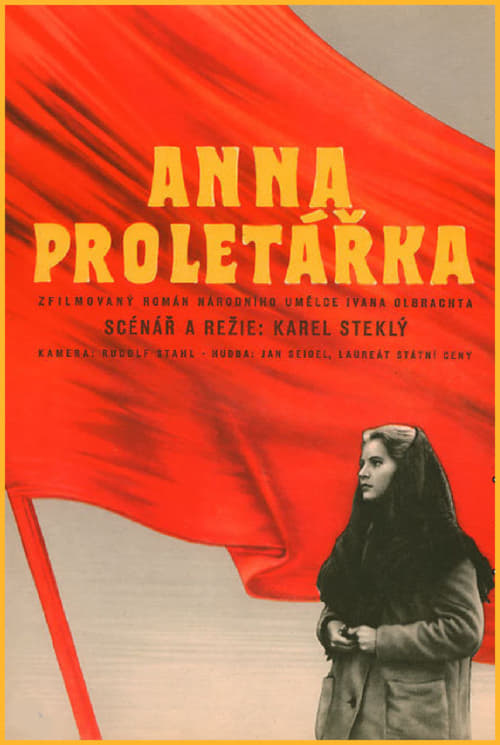 ANNA
PROLETÁŘKA
ZFILMOVANÝ ROMÁN NÁRODNÍHO UMĚLCE IVANA OLBRACHTA
SCÉNÁŘ A REŽIE: KAREL STEKLÝ
KAMERA: RUDOLF STAHL - HUDBA: JAN SEIDEL, LAUREÁT STÁTNÍ CENY